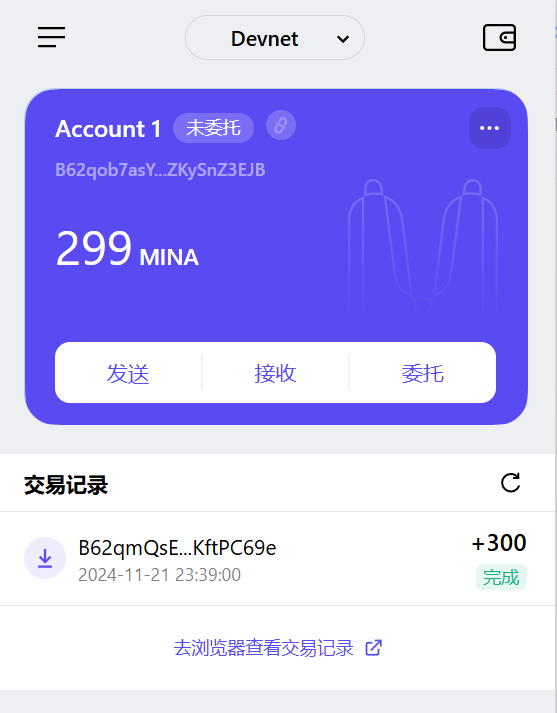 Devnet
Account 1 未委托
B62qob7asY...ZKySnZ3EJB
299 MINA
发送 接收 委托
交易记录
B62qmQsE...KftPC69e +300
2024-11-21 23:39:00 完成
去浏览器查看交易记录